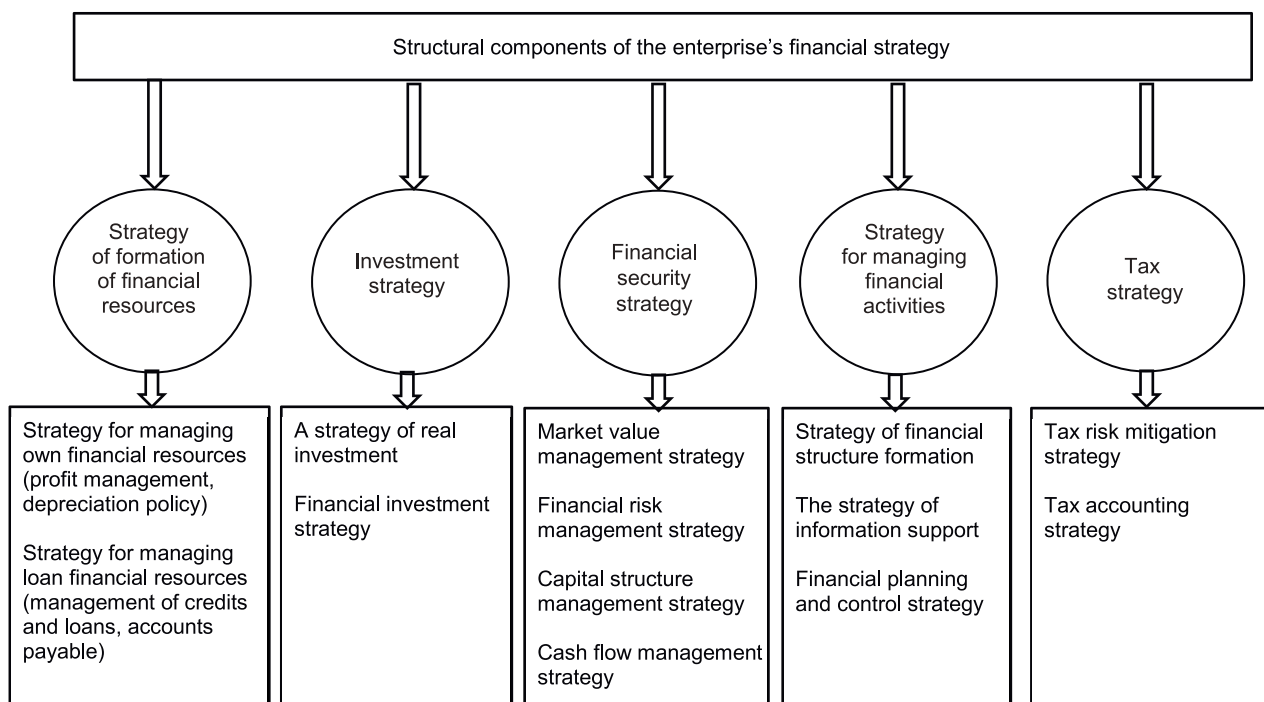 Structural components of the enterprise's financial strategy
Strategy
of formation
of financial
resources
Investment
strategy
Financial
security
strategy
Strategy
for managing
financial
activities
Tax
strategy
Strategy for managing
own financial resources
(profit management,
depreciation policy)
Strategy for managing
loan financial resources
(management of credits
and loans, accounts
payable)
A strategy of real
investment
Financial investment
strategy
Market value
management strategy
Financial risk
management strategy
Capital structure
management strategy
Cash flow management
strategy
Strategy of financial
structure formation
The strategy of
information support
Financial planning
and control strategy
Tax risk mitigation
strategy
Tax accounting
strategy